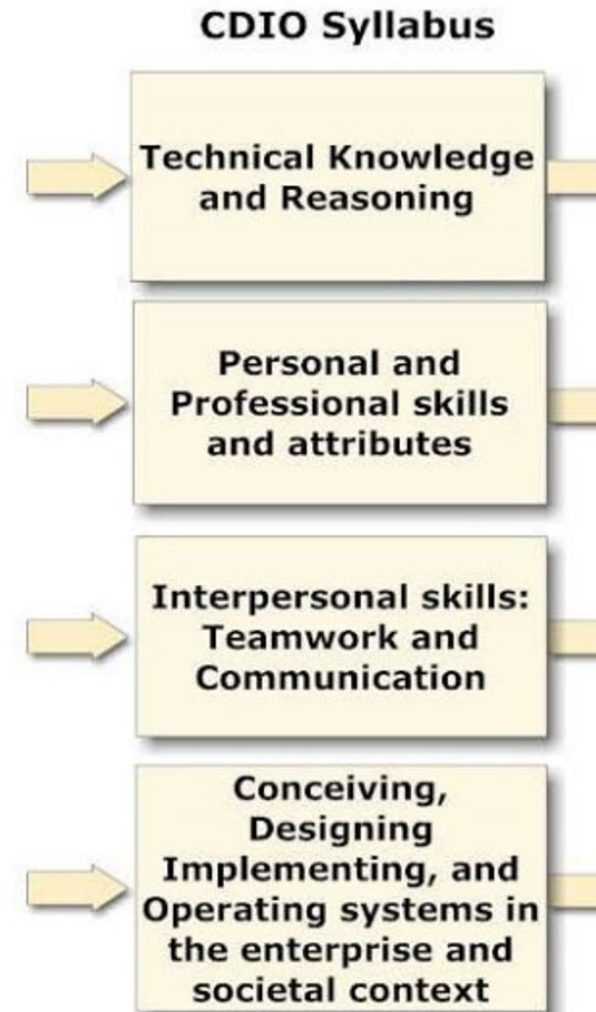 CDIO Syllabus
Technical Knowledge
and Reasoning
Personal and
Professional skills
and attributes
Interpersonal skills:
Teamwork and
Communication
Conceiving,
Designing
Implementing, and
Operating systems in
the enterprise and
societal context